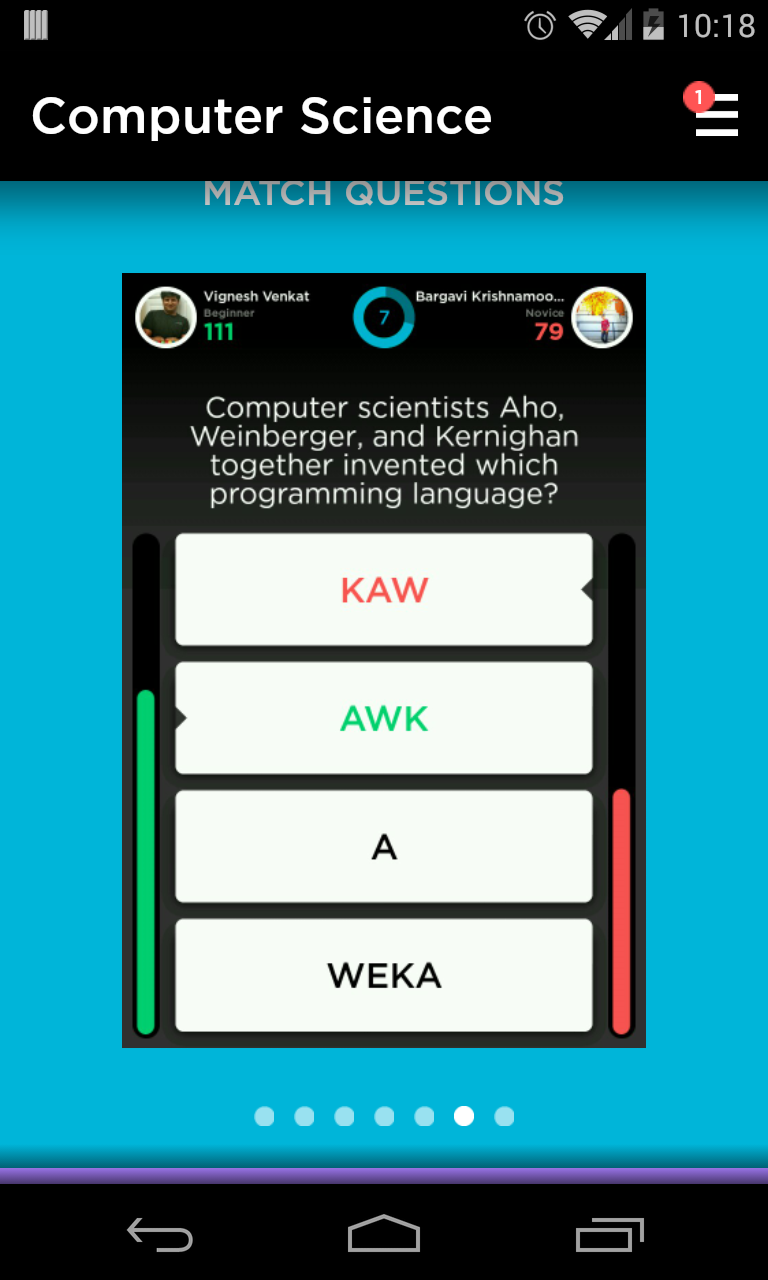 10:18
Computer Science
1
MATCH QUESTIONS
Vignesh Venkat
Beginner
111
7
Bargavi Krishnamoo...
Novice
79
Computer scientists Aho,
Weinberger, and Kernighan
together invented which
programming language?
KAW
AWK
A
WEKA